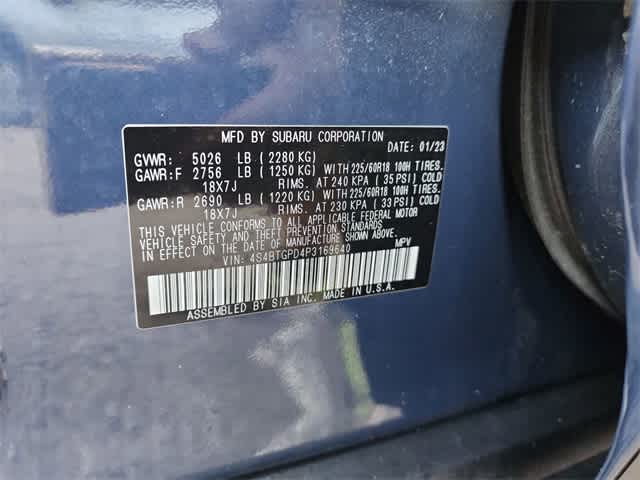 MFD BY SUBARU CORPORATION DATE: 01/23
GVWR: 5026 LB (2280 KG)
GAWR:F 2756 LB (1250 KG) WITH 225/60R18 100H TIRES.
18X7J RIMS. AT 240 KPA (35 PSI) COLD
GAWR:R 2690 LB (1220 KG) WITH 225/60R18 100H TIRES.
18X7J RIMS. AT 230 KPA (33 PSI) COLD
THIS VEHICLE CONFORMS TO ALL APPLICABLE FEDERAL MOTOR
VEHICLE SAFETY AND THEFT PREVENTION STANDARDS IN EFFECT
ON THE DATE OF MANUFACTURE SHOWN ABOVE.
VIN: 4S4BTGPD4P3169640 MPV
ASSEMBLED BY SIA INC. MADE IN U.S.A.